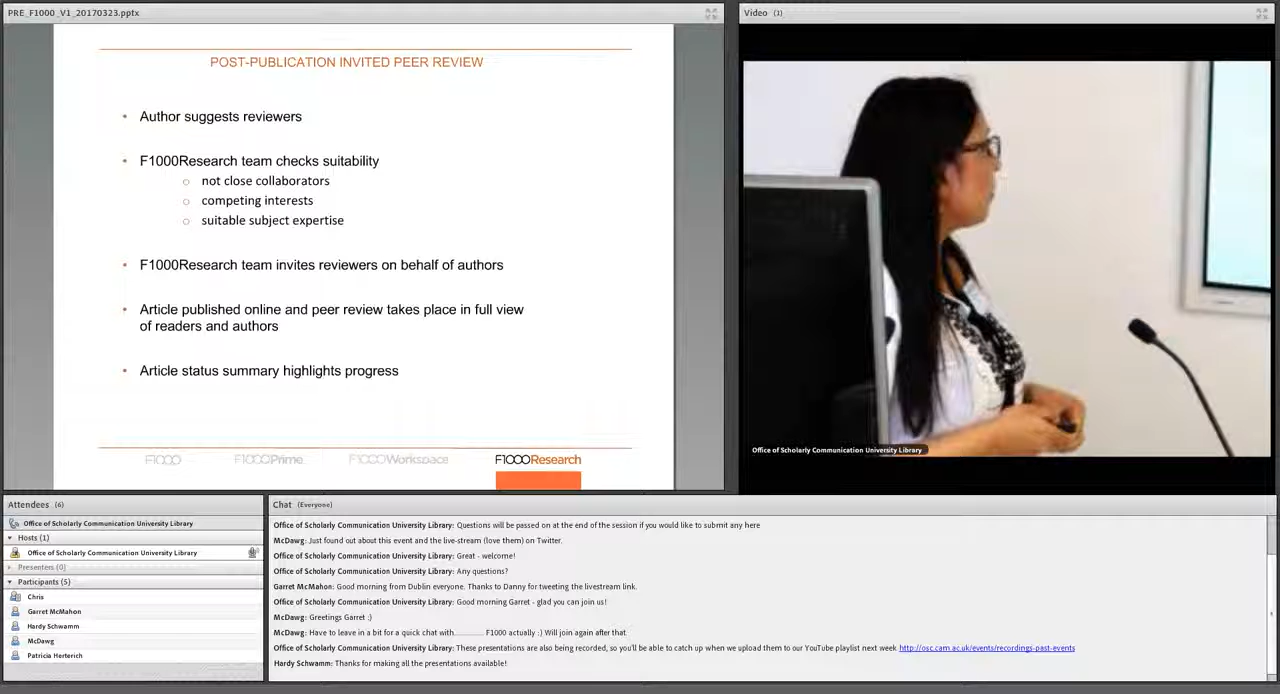 PRE_F1000_V1_20170323.pptx
POST-PUBLICATION INVITED PEER REVIEW
• Author suggests reviewers
• F1000Research team checks suitability
○ not close collaborators
○ competing interests
○ suitable subject expertise
• F1000Research team invites reviewers on behalf of authors
• Article published online and peer review takes place in full view
of readers and authors
• Article status summary highlights progress
F1000 F1000Prime F1000Workspace F1000Research
Video (1)
Office of Scholarly Communication University Library
Attendees (6)
Office of Scholarly Communication University Library
Hosts (1)
Office of Scholarly Communication University Library
Presenters (0)
Participants (5)
Chris
Garret McMahon
Hardy Schwamm
McDawg
Patricia Herterich
Chat (Everyone)
Office of Scholarly Communication University Library: Questions will be passed on at the end of the session if you would like to submit any here
McDawg: Just found out about this event and the live-stream (love them) on Twitter.
Office of Scholarly Communication University Library: Great - welcome!
Office of Scholarly Communication University Library: Any questions?
Garret McMahon: Good morning from Dublin everyone. Thanks to Danny for tweeting the livestream link.
Office of Scholarly Communication University Library: Good morning Garret - glad you can join us!
McDawg: Greetings Garret :)
McDawg: Have to leave in a bit for a quick chat with............... F1000 actually :) Will join again after that.
Office of Scholarly Communication University Library: These presentations are also being recorded, so you'll be able to catch up when we upload them to our YouTube playlist next week http://osc.cam.ac.uk/events/recordings-past-events
Hardy Schwamm: Thanks for making all the presentations available!